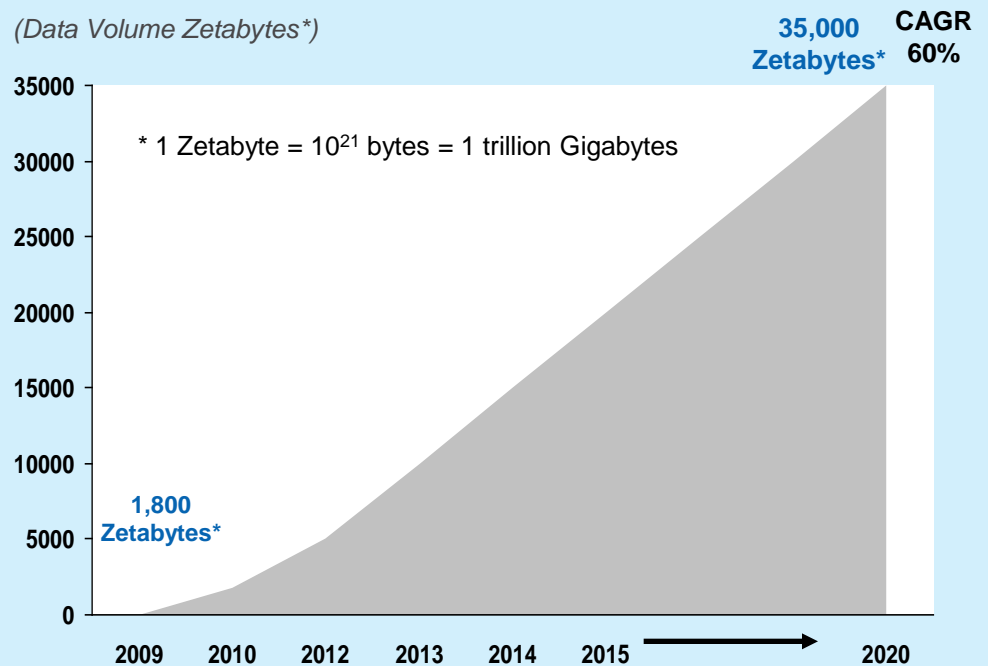 (Data Volume Zetabytes*)
35,000
Zetabytes*
CAGR
60%
35000
* 1 Zetabyte = 10²¹ bytes = 1 trillion Gigabytes
30000
25000
20000
15000
10000
1,800
Zetabytes*
5000
0
2009 2010 2012 2013 2014 2015 2020